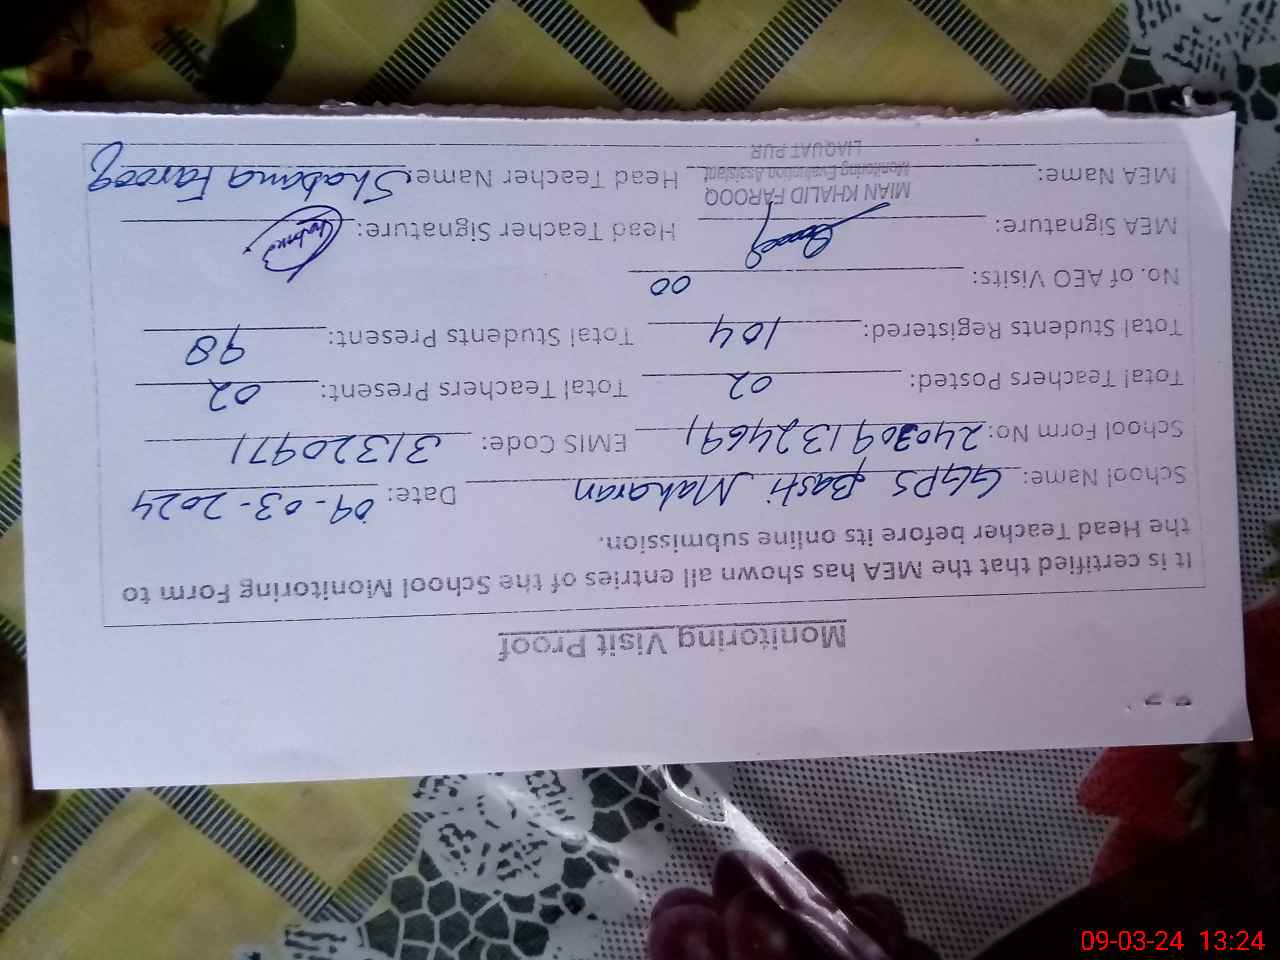 Monitoring Visit Proof
It is certified that the MEA has shown all entries of the School Monitoring Form to
the Head Teacher before its online submission.
School Name: GGPS Basti Maharan Date: 09-03-2024
School Form No: 240309132469 EMIS Code: 31320971
Total Teachers Posted: 02 Total Teachers Present: 02
Total Students Registered: 104 Total Students Present: 98
No. of AEO Visits: 00
MEA Signature: Head Teacher Signature:
MIAN KHALID FAROOQ
MEA Name: Monitoring Evaluation Assistant Head Teacher Name: Shabana Farooq
LIAQUAT PUR
09-03-24 13:24